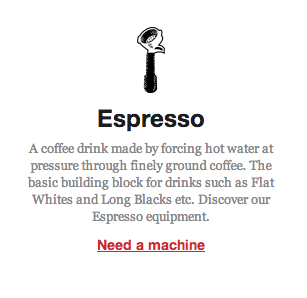 Espresso
A coffee drink made by forcing hot water at
pressure through finely ground coffee. The
basic building block for drinks such as Flat
Whites and Long Blacks etc. Discover our
Espresso equipment.
Need a machine